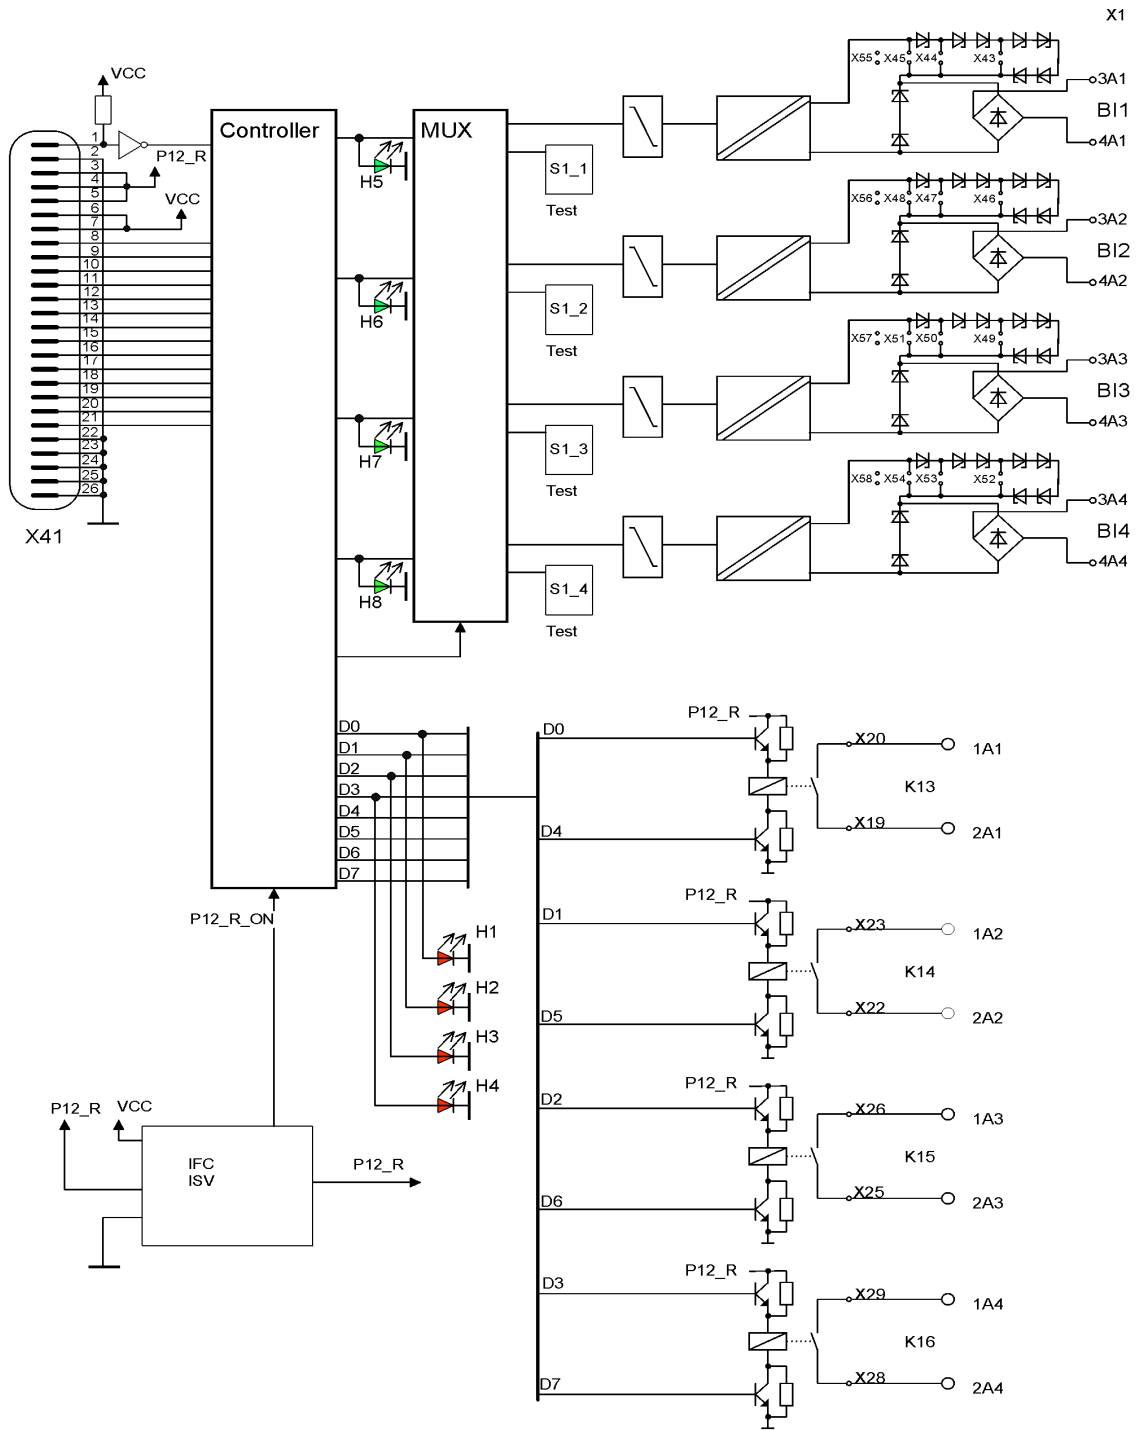 X1
VCC
P12_R
VCC
1
2
3
4
5
6
7
8
9
10
11
12
13
14
15
16
17
18
19
20
21
22
23
24
25
26
X41
Controller
MUX
H5
H6
H7
H8
S1_1
Test
S1_2
Test
S1_3
Test
S1_4
Test
X55 X45 X44 X43
3A1
BI1
4A1
X56 X48 X47 X46
3A2
BI2
4A2
X57 X51 X50 X49
3A3
BI3
4A3
X58 X54 X53 X52
3A4
BI4
4A4
D0
D1
D2
D3
D4
D5
D6
D7
P12_R_ON
H1
H2
H3
H4
P12_R VCC
IFC
ISV
P12_R
P12_R
D0
X20 1A1
K13
D4
X19 2A1
P12_R
D1
X23 1A2
K14
D5
X22 2A2
P12_R
D2
X26 1A3
K15
D6
X25 2A3
P12_R
D3
X29 1A4
K16
D7
X28 2A4